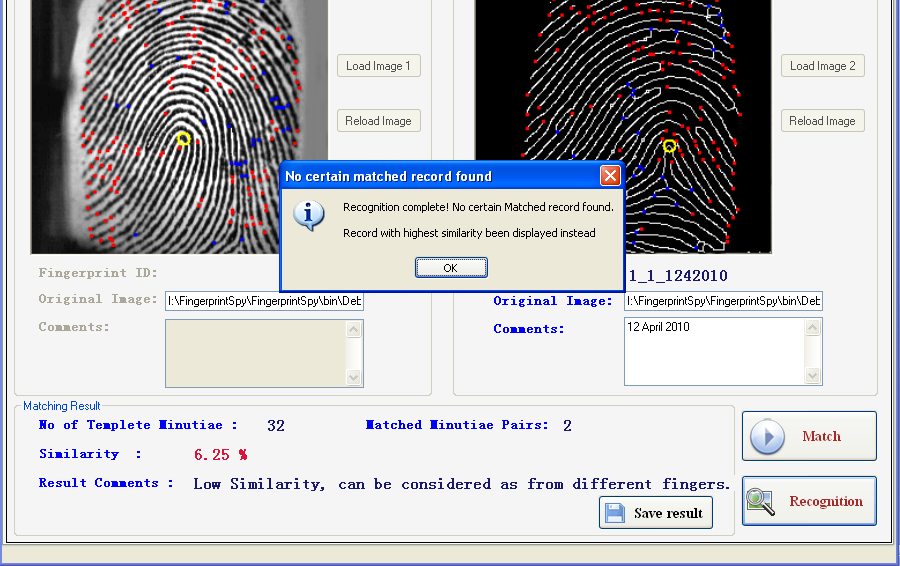 Load Image 1
Load Image 2
Reload Image
Reload Image
No certain matched record found
Recognition complete! No certain Matched record found.
Record with highest similarity been displayed instead
OK
Fingerprint ID:
1_1_1242010
Original Image: I:\FingerprintSpy\FingerprintSpy\bin\Deb
Original Image: I:\FingerprintSpy\FingerprintSpy\bin\Deb
Comments:
Comments: 12 April 2010
Matching Result
No of Templete Minutiae : 32 Matched Minutiae Pairs: 2
Match
Similarity : 6.25 %
Result Comments : Low Similarity, can be considered as from different fingers.
Recognition
Save result